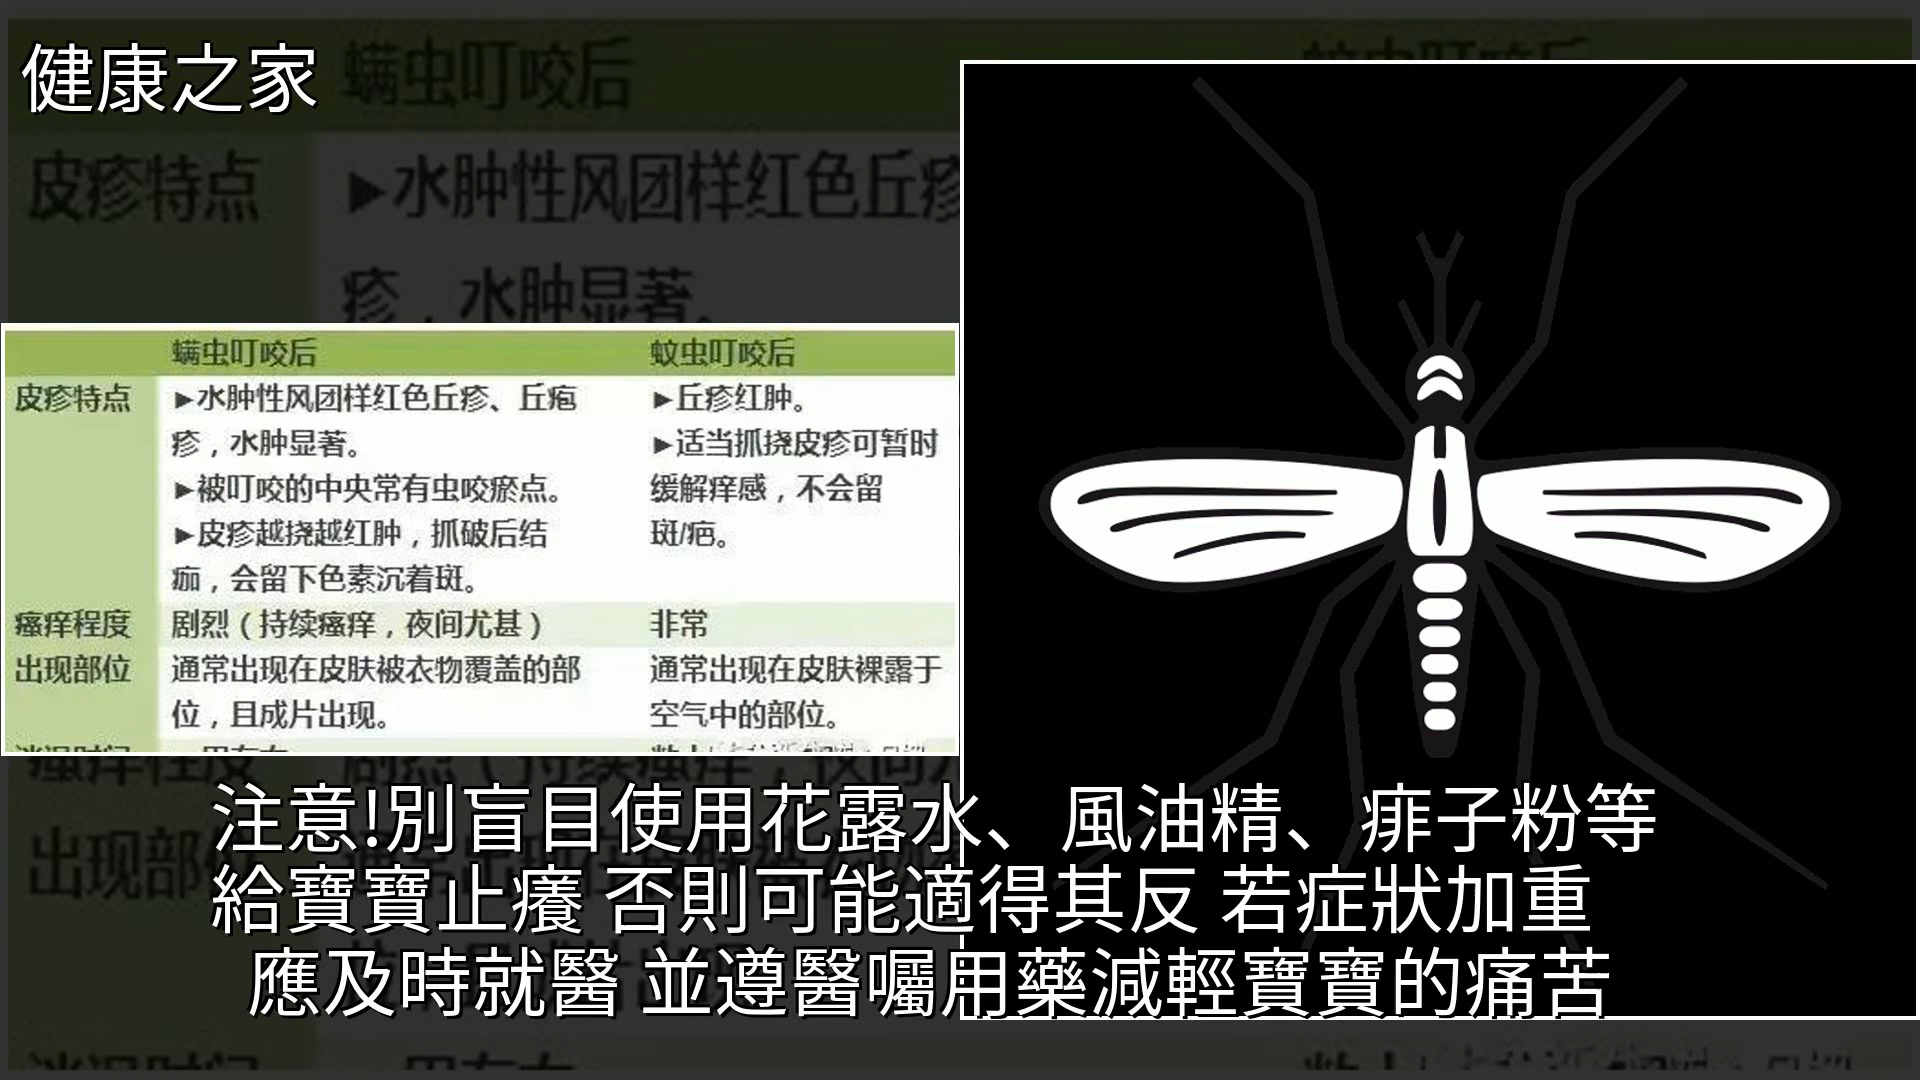 健康之家
螨虫叮咬后
皮疹特点
▶水肿性风团样红色丘疹
疹，水肿显著。
螨虫叮咬后 蚊虫叮咬后
皮疹特点 ▶水肿性风团样红色丘疹、丘疱 ▶丘疹红肿。
疹，水肿显著。 ▶适当抓挠皮疹可暂时
▶被叮咬的中央常有虫咬瘀点。 缓解痒感，不会留
▶皮疹越挠越红肿，抓破后结 斑/疤。
痂，会留下色素沉着斑。
瘙痒程度 剧烈（持续瘙痒，夜间尤甚） 非常
出现部位 通常出现在皮肤被衣物覆盖的部 通常出现在皮肤裸露于
位，且成片出现。 空气中的部位。
出现部位
注意!別盲目使用花露水、風油精、痱子粉等
給寶寶止癢 否則可能適得其反 若症狀加重
應及時就醫 並遵醫囑用藥減輕寶寶的痛苦